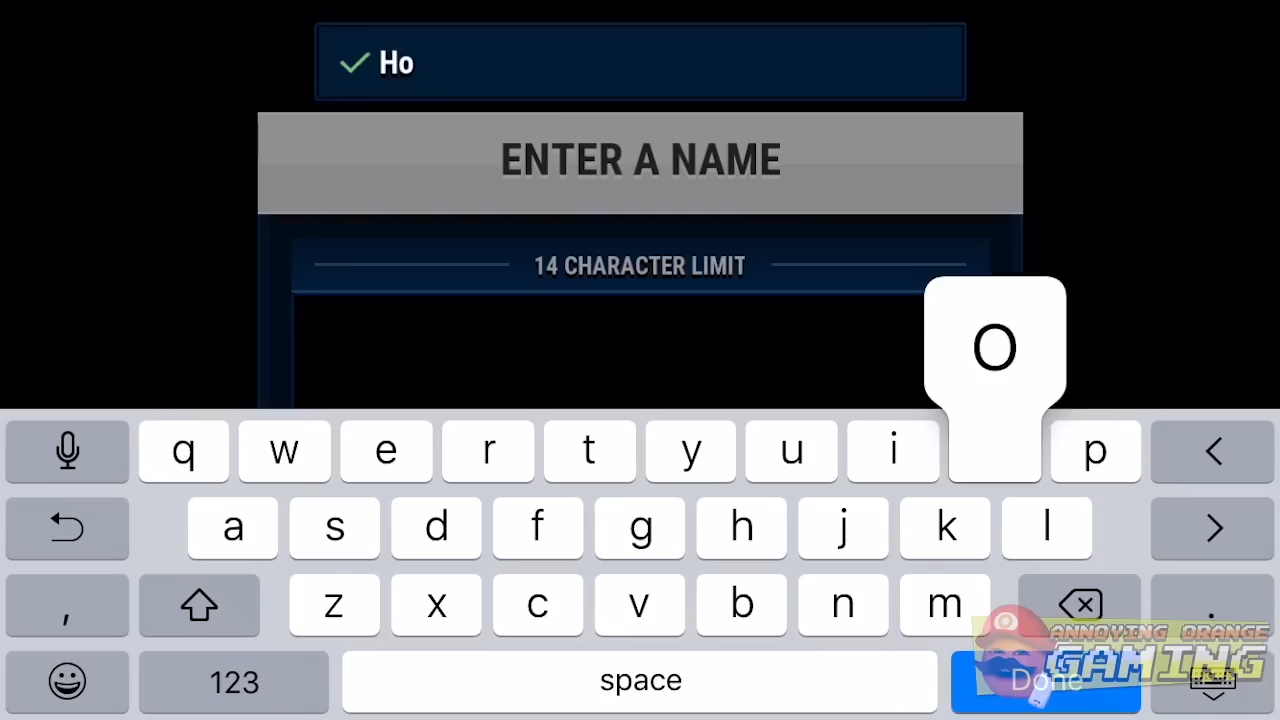 Ho
ENTER A NAME
14 CHARACTER LIMIT
O
q w e r t y u i p <
a s d f g h j k l >
, z x c v b n m .
123 space Done
ANNOYING ORANGE
GAMING